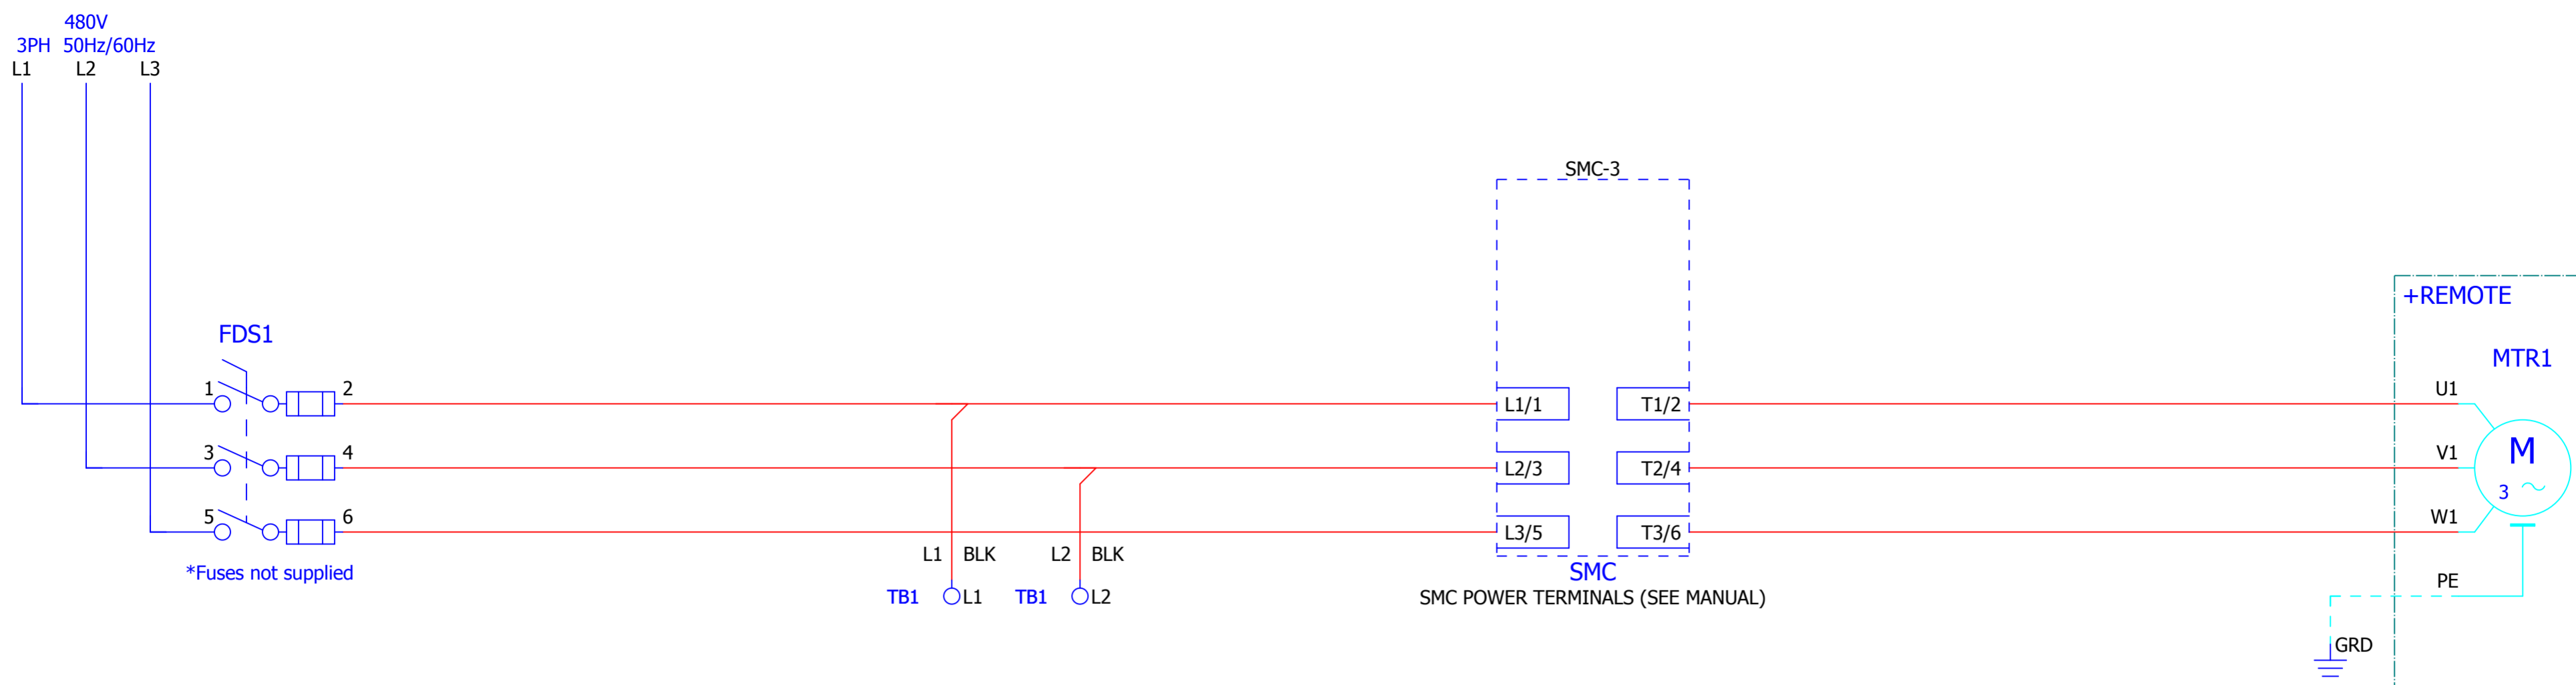 480V
3PH 50Hz/60Hz
L1 L2 L3
SMC-3
+REMOTE
FDS1
MTR1
1 2
L1/1 T1/2
U1
3 4
L2/3 T2/4
V1
M
3
5 6
L3/5 T3/6
W1
L1 BLK L2 BLK
*Fuses not supplied
SMC
PE
TB1 L1 TB1 L2
SMC POWER TERMINALS (SEE MANUAL)
GRD